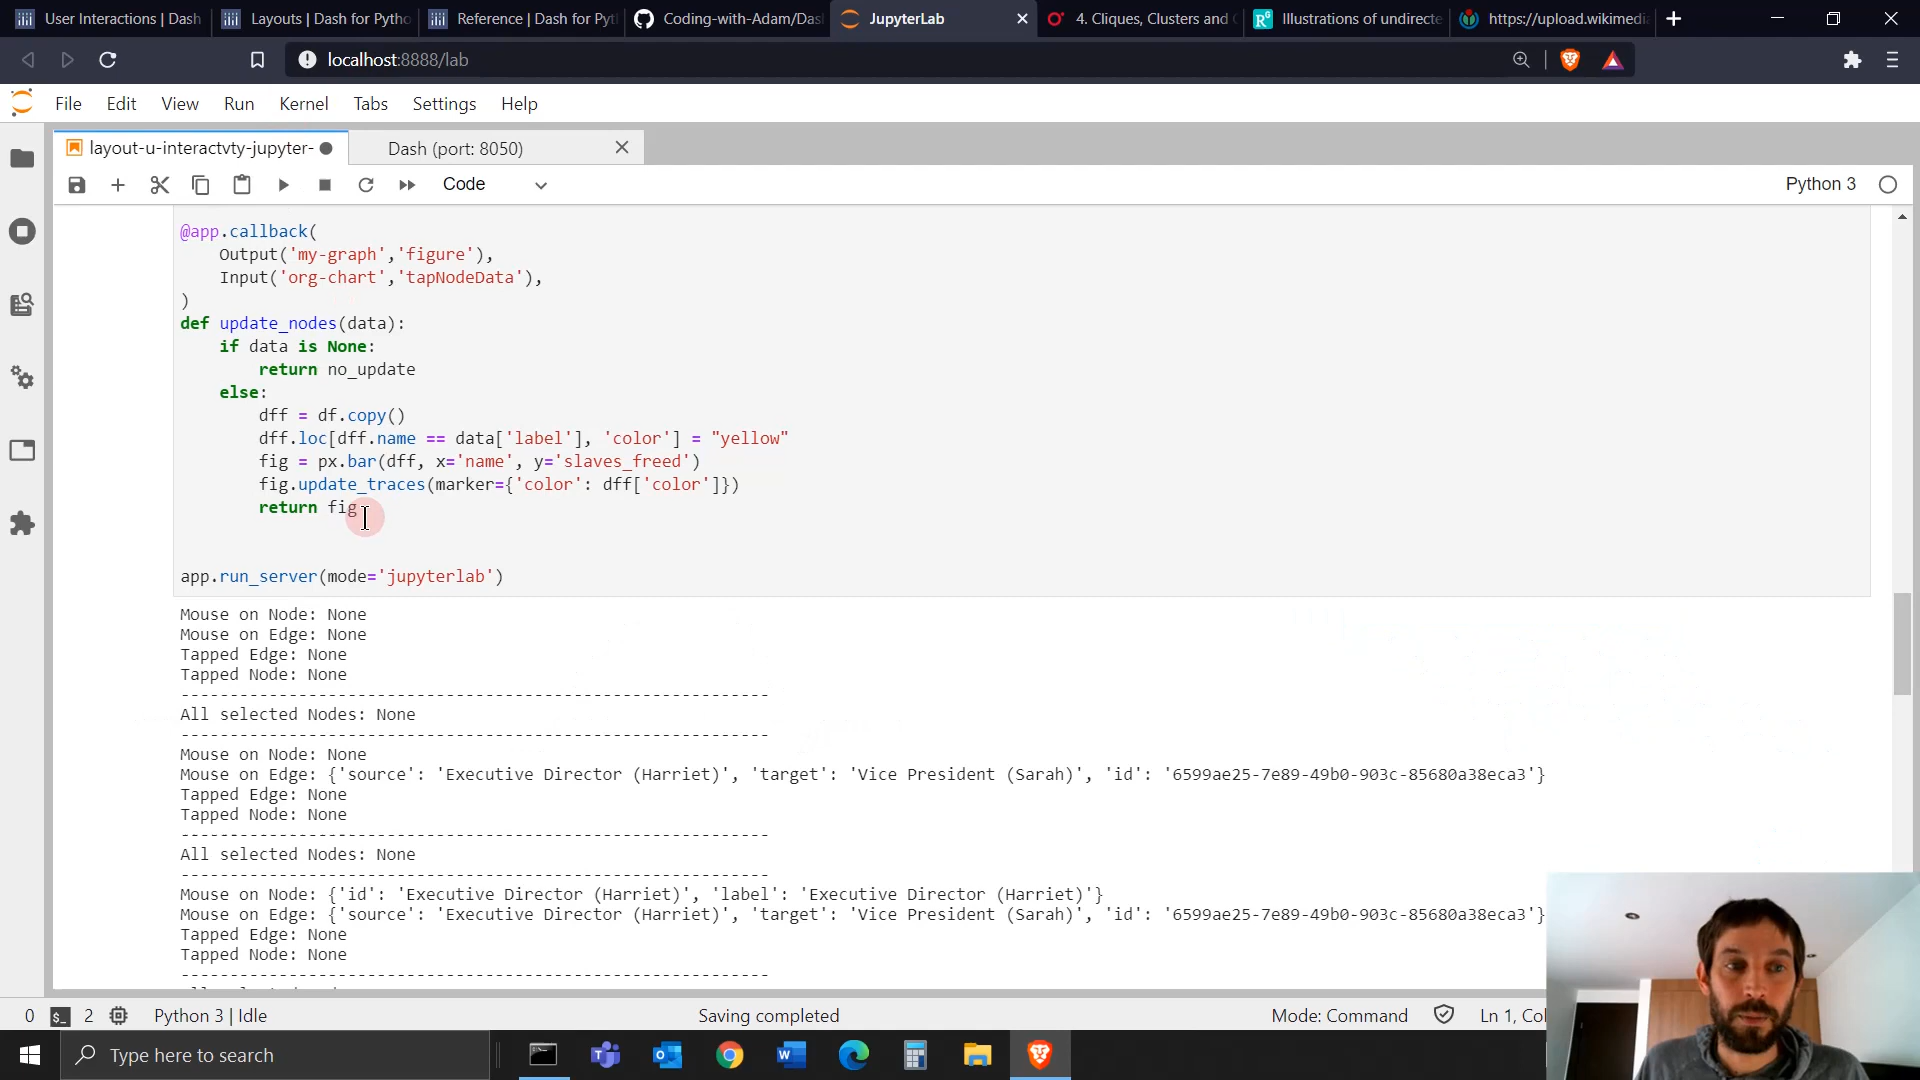 User Interactions | Dash
Layouts | Dash for Pytho
Reference | Dash for Pyt
Coding-with-Adam/Das
JupyterLab
4. Cliques, Clusters and
Illustrations of undirecte
https://upload.wikimedi
localhost:8888/lab
File Edit View Run Kernel Tabs Settings Help
layout-u-interactvty-jupyter-
Dash (port: 8050)
Code
Python 3
@app.callback(
    Output('my-graph','figure'),
    Input('org-chart','tapNodeData'),
)
def update_nodes(data):
    if data is None:
        return no_update
    else:
        dff = df.copy()
        dff.loc[dff.name == data['label'], 'color'] = "yellow"
        fig = px.bar(dff, x='name', y='slaves_freed')
        fig.update_traces(marker={'color': dff['color']})
        return fig
app.run_server(mode='jupyterlab')
Mouse on Node: None
Mouse on Edge: None
Tapped Edge: None
Tapped Node: None
------------------------------------------------------------
All selected Nodes: None
------------------------------------------------------------
Mouse on Node: None
Mouse on Edge: {'source': 'Executive Director (Harriet)', 'target': 'Vice President (Sarah)', 'id': '6599ae25-7e89-49b0-903c-85680a38eca3'}
Tapped Edge: None
Tapped Node: None
------------------------------------------------------------
All selected Nodes: None
------------------------------------------------------------
Mouse on Node: {'id': 'Executive Director (Harriet)', 'label': 'Executive Director (Harriet)'}
Mouse on Edge: {'source': 'Executive Director (Harriet)', 'target': 'Vice President (Sarah)', 'id': '6599ae25-7e89-49b0-903c-85680a38eca3'}
Tapped Edge: None
Tapped Node: None
------------------------------------------------------------
0 2 Python 3 | Idle
Saving completed
Mode: Command
Ln 1, Col
Type here to search